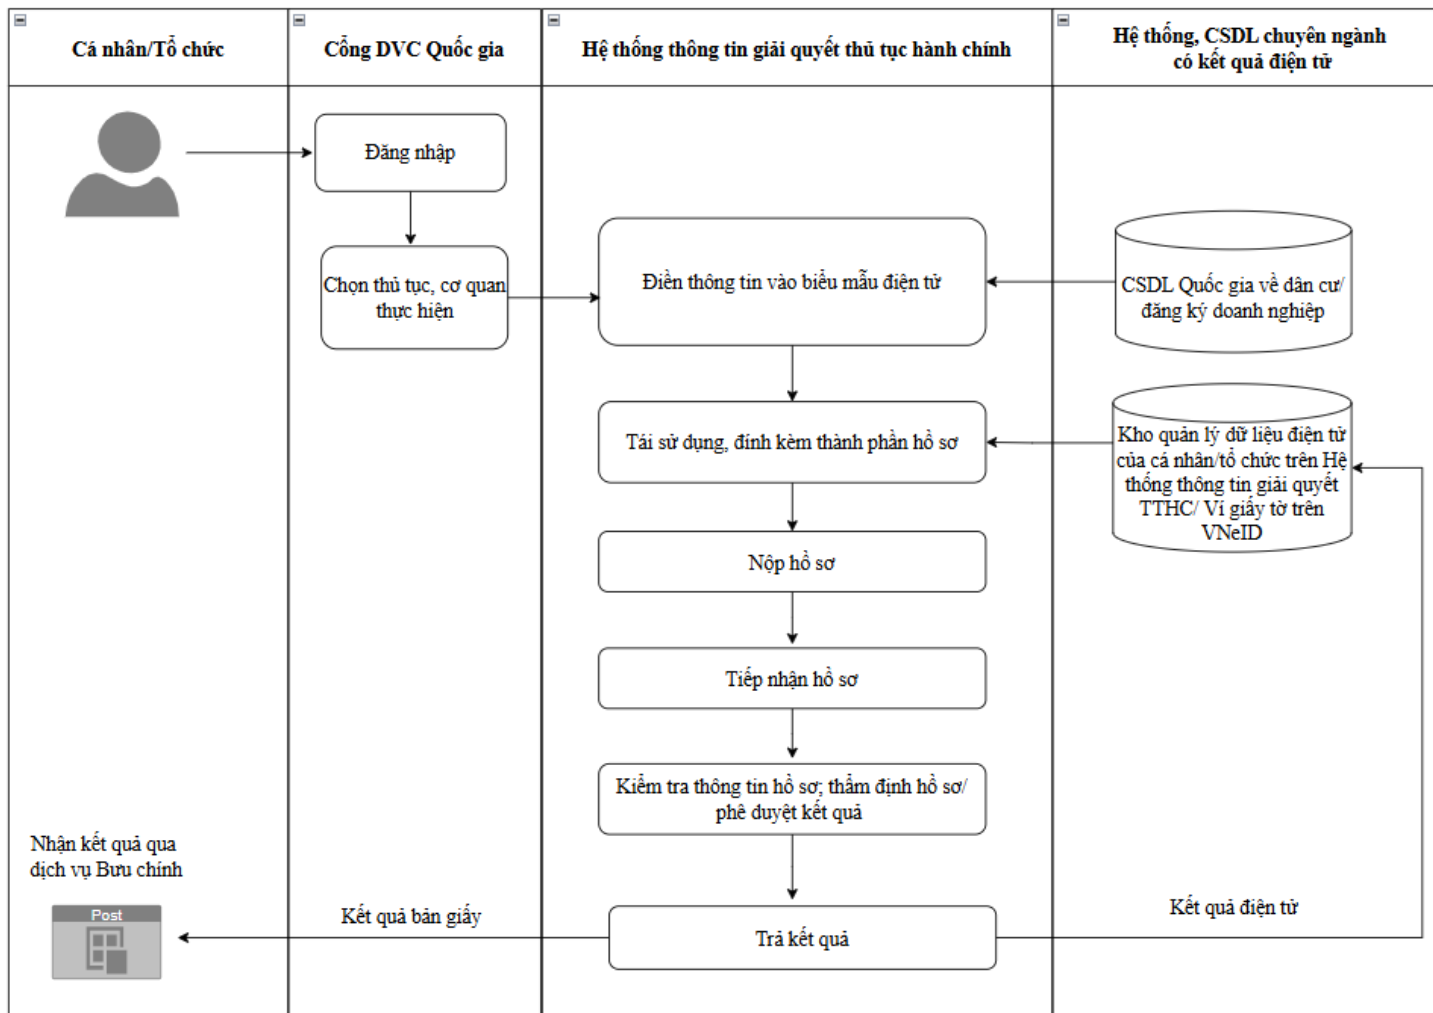 Cá nhân/Tổ chức
Cổng DVC Quốc gia
Hệ thống thông tin giải quyết thủ tục hành chính
Hệ thống, CSDL chuyên ngành
có kết quả điện tử
Đăng nhập
Chọn thủ tục, cơ quan
thực hiện
Điền thông tin vào biểu mẫu điện tử
CSDL Quốc gia về dân cư/
đăng ký doanh nghiệp
Tái sử dụng, đính kèm thành phần hồ sơ
Kho quản lý dữ liệu điện tử
của cá nhân/tổ chức trên Hệ
thống thông tin giải quyết
TTHC/ Ví giấy tờ trên
VNeID
Nộp hồ sơ
Tiếp nhận hồ sơ
Kiểm tra thông tin hồ sơ; thẩm định hồ sơ/
phê duyệt kết quả
Nhận kết quả qua
dịch vụ Bưu chính
Post
Kết quả bản giấy
Trả kết quả
Kết quả điện tử